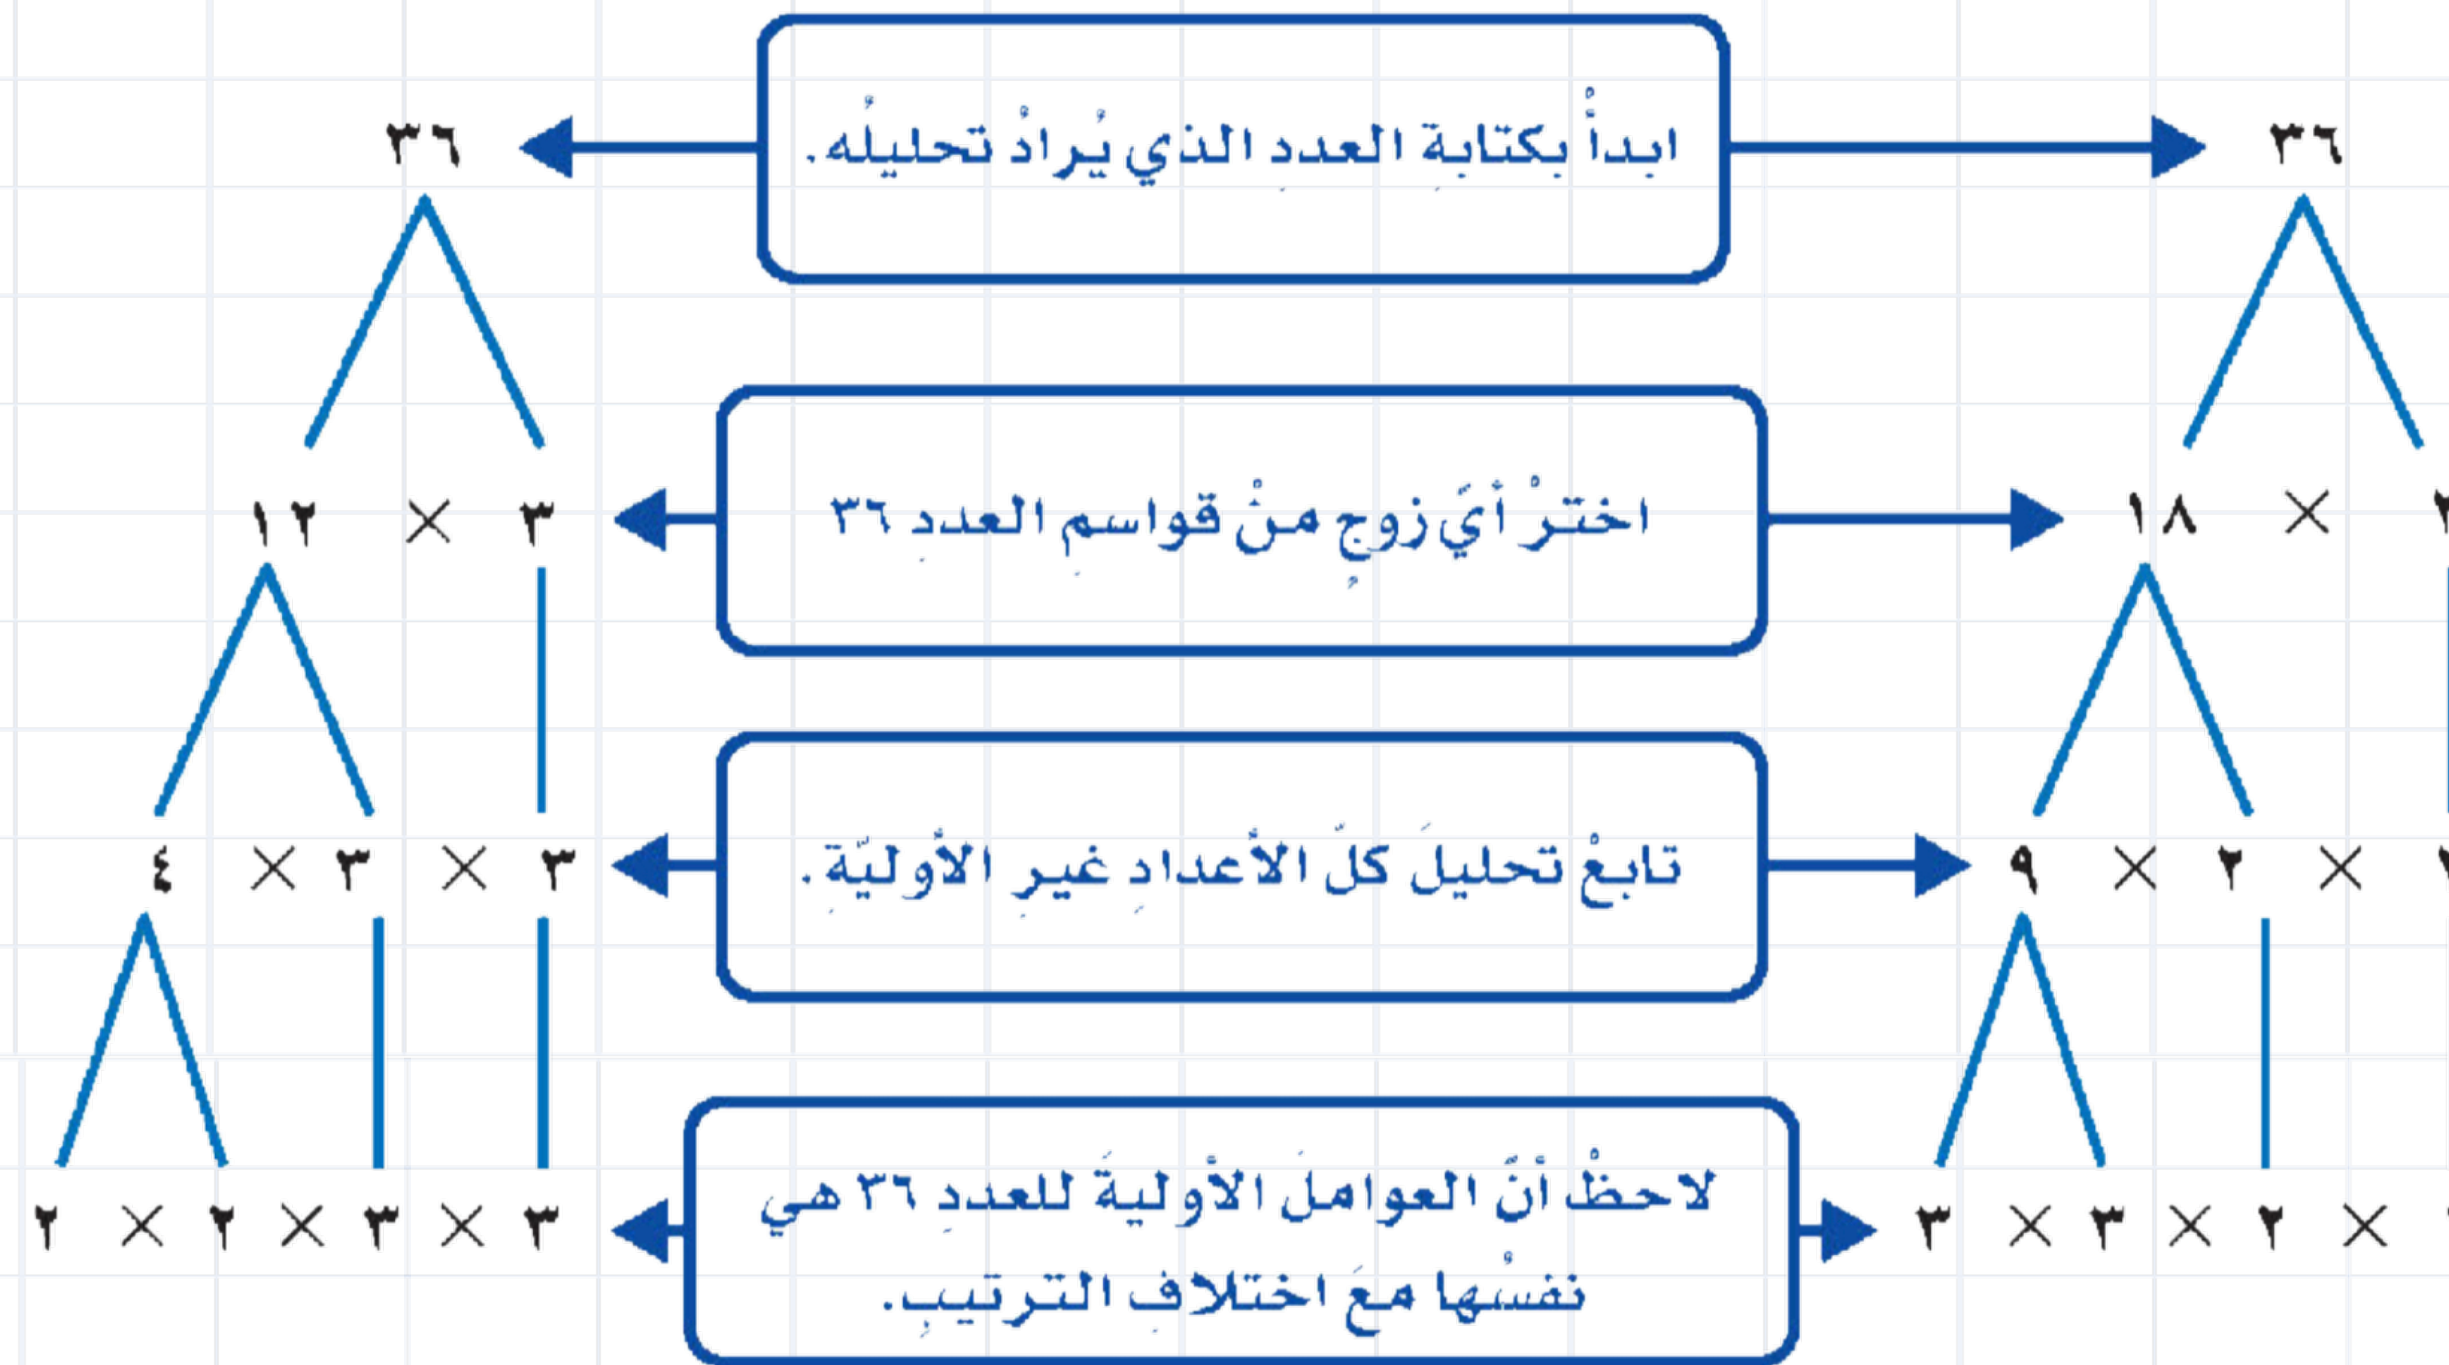 ٣٦
ابدأْ بكتابةِ العددِ الذي يُرادُ تحليلُه.
٣٦
١٨ ×
اخترْ أيَّ زوجٍ منْ قواسمِ العددِ ٣٦
١٢ × ٣
٩ × ٢ ×
تابعْ تحليلَ كلِّ الأعدادِ غيرِ الأوليّةِ.
٤ × ٣ × ٣
٣ × ٣ × ٢ ×
لاحظْ أنَّ العواملَ الأوليةَ للعددِ ٣٦ هي
نفسُها معَ اختلافِ الترتيبِ.
٢ × ٢ × ٣ × ٣